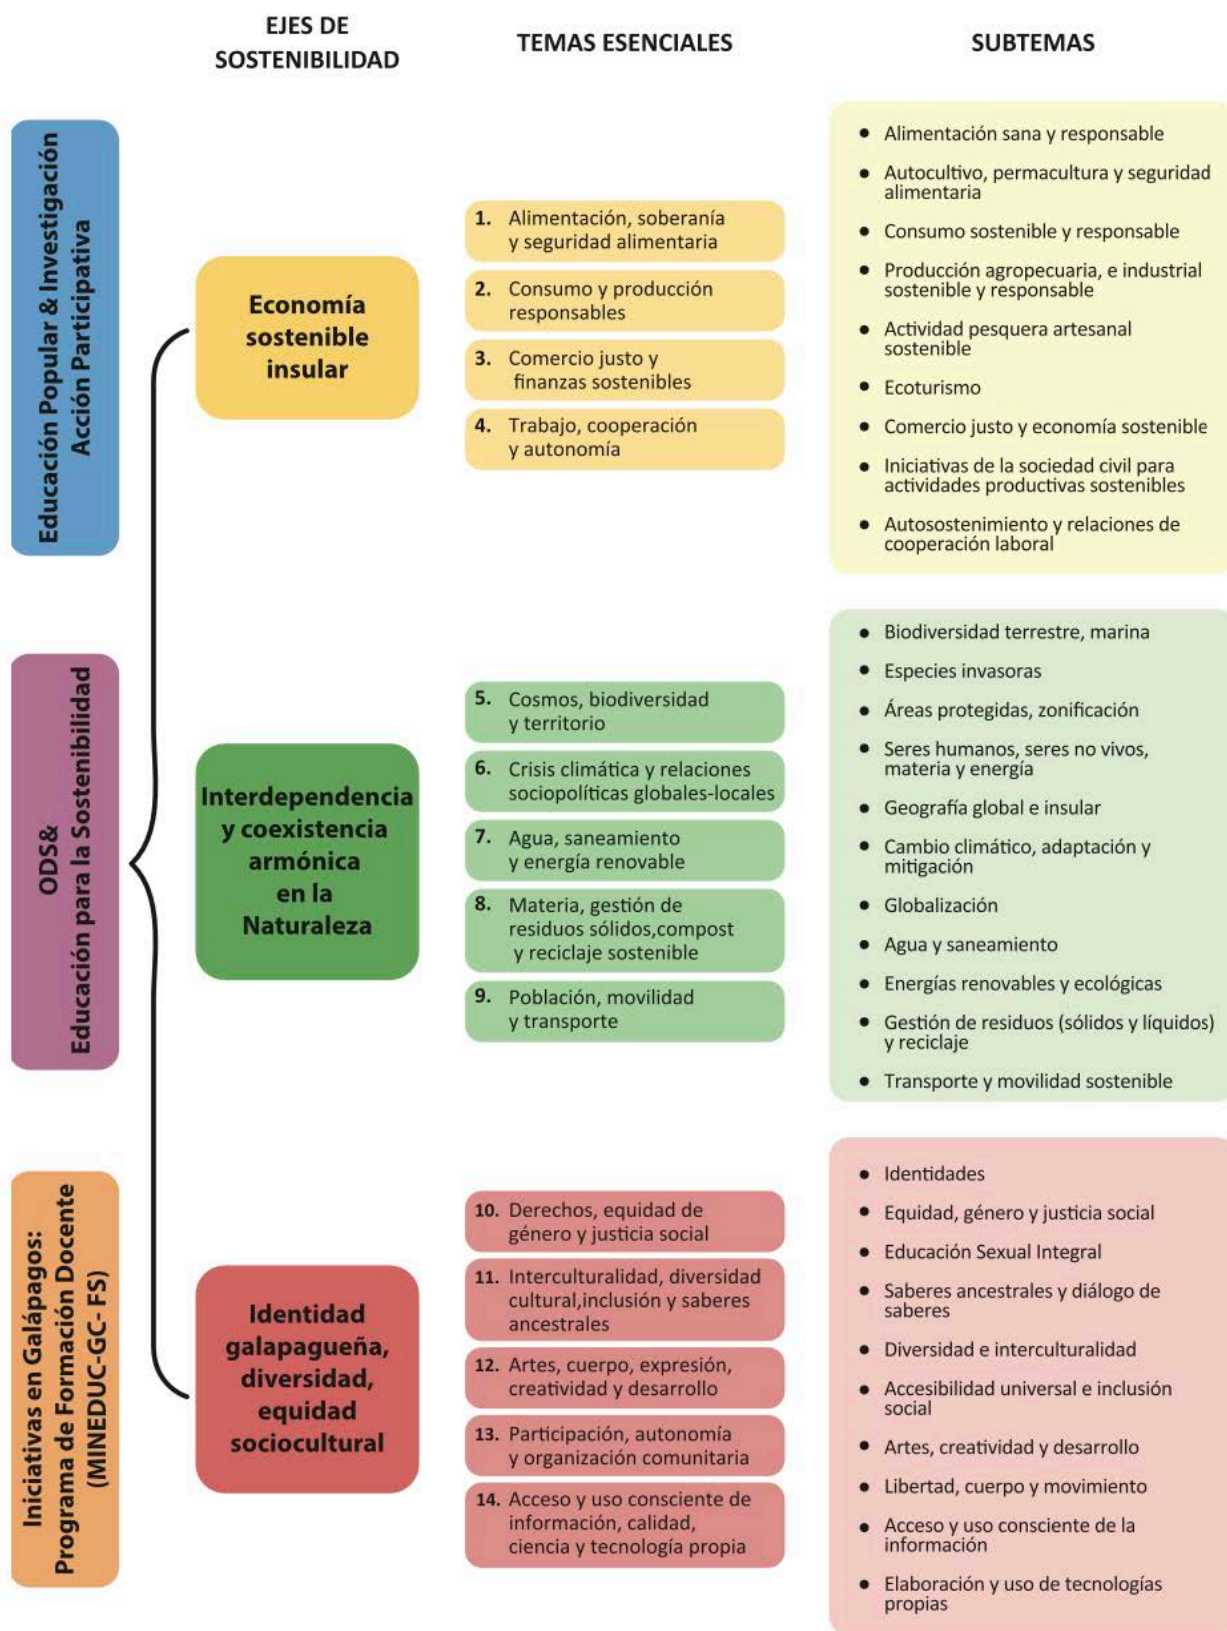 EJES DE
SOSTENIBILIDAD
TEMAS ESENCIALES
SUBTEMAS
Educación Popular & Investigación
Acción Participativa
ODS&
Educación para la Sostenibilidad
Iniciativas en Galápagos:
Programa de Formación Docente
(MINEDUC-GC- FS)
Economía
sostenible
insular
1. Alimentación, soberanía
y seguridad alimentaria
2. Consumo y producción
responsables
3. Comercio justo y
finanzas sostenibles
4. Trabajo, cooperación
y autonomía
• Alimentación sana y responsable
• Autocultivo, permacultura y seguridad
alimentaria
• Consumo sostenible y responsable
• Producción agropecuaria, e industrial
sostenible y responsable
• Actividad pesquera artesanal
sostenible
• Ecoturismo
• Comercio justo y economía sostenible
• Iniciativas de la sociedad civil para
actividades productivas sostenibles
• Autosostenimiento y relaciones de
cooperación laboral
Interdependencia
y coexistencia
armónica
en la
Naturaleza
5. Cosmos, biodiversidad
y territorio
6. Crisis climática y relaciones
sociopolíticas globales-locales
7. Agua, saneamiento
y energía renovable
8. Materia, gestión de
residuos sólidos,compost
y reciclaje sostenible
9. Población, movilidad
y transporte
• Biodiversidad terrestre, marina
• Especies invasoras
• Áreas protegidas, zonificación
• Seres humanos, seres no vivos,
materia y energía
• Geografía global e insular
• Cambio climático, adaptación y
mitigación
• Globalización
• Agua y saneamiento
• Energías renovables y ecológicas
• Gestión de residuos (sólidos y líquidos)
y reciclaje
• Transporte y movilidad sostenible
Identidad
galapagueña,
diversidad,
equidad
sociocultural
10. Derechos, equidad de
género y justicia social
11. Interculturalidad, diversidad
cultural,inclusión y saberes
ancestrales
12. Artes, cuerpo, expresión,
creatividad y desarrollo
13. Participación, autonomía
y organización comunitaria
14. Acceso y uso consciente de
información, calidad,
ciencia y tecnología propia
• Identidades
• Equidad, género y justicia social
• Educación Sexual Integral
• Saberes ancestrales y diálogo de
saberes
• Diversidad e interculturalidad
• Accesibilidad universal e inclusión
social
• Artes, creatividad y desarrollo
• Libertad, cuerpo y movimiento
• Acceso y uso consciente de la
información
• Elaboración y uso de tecnologías
propias